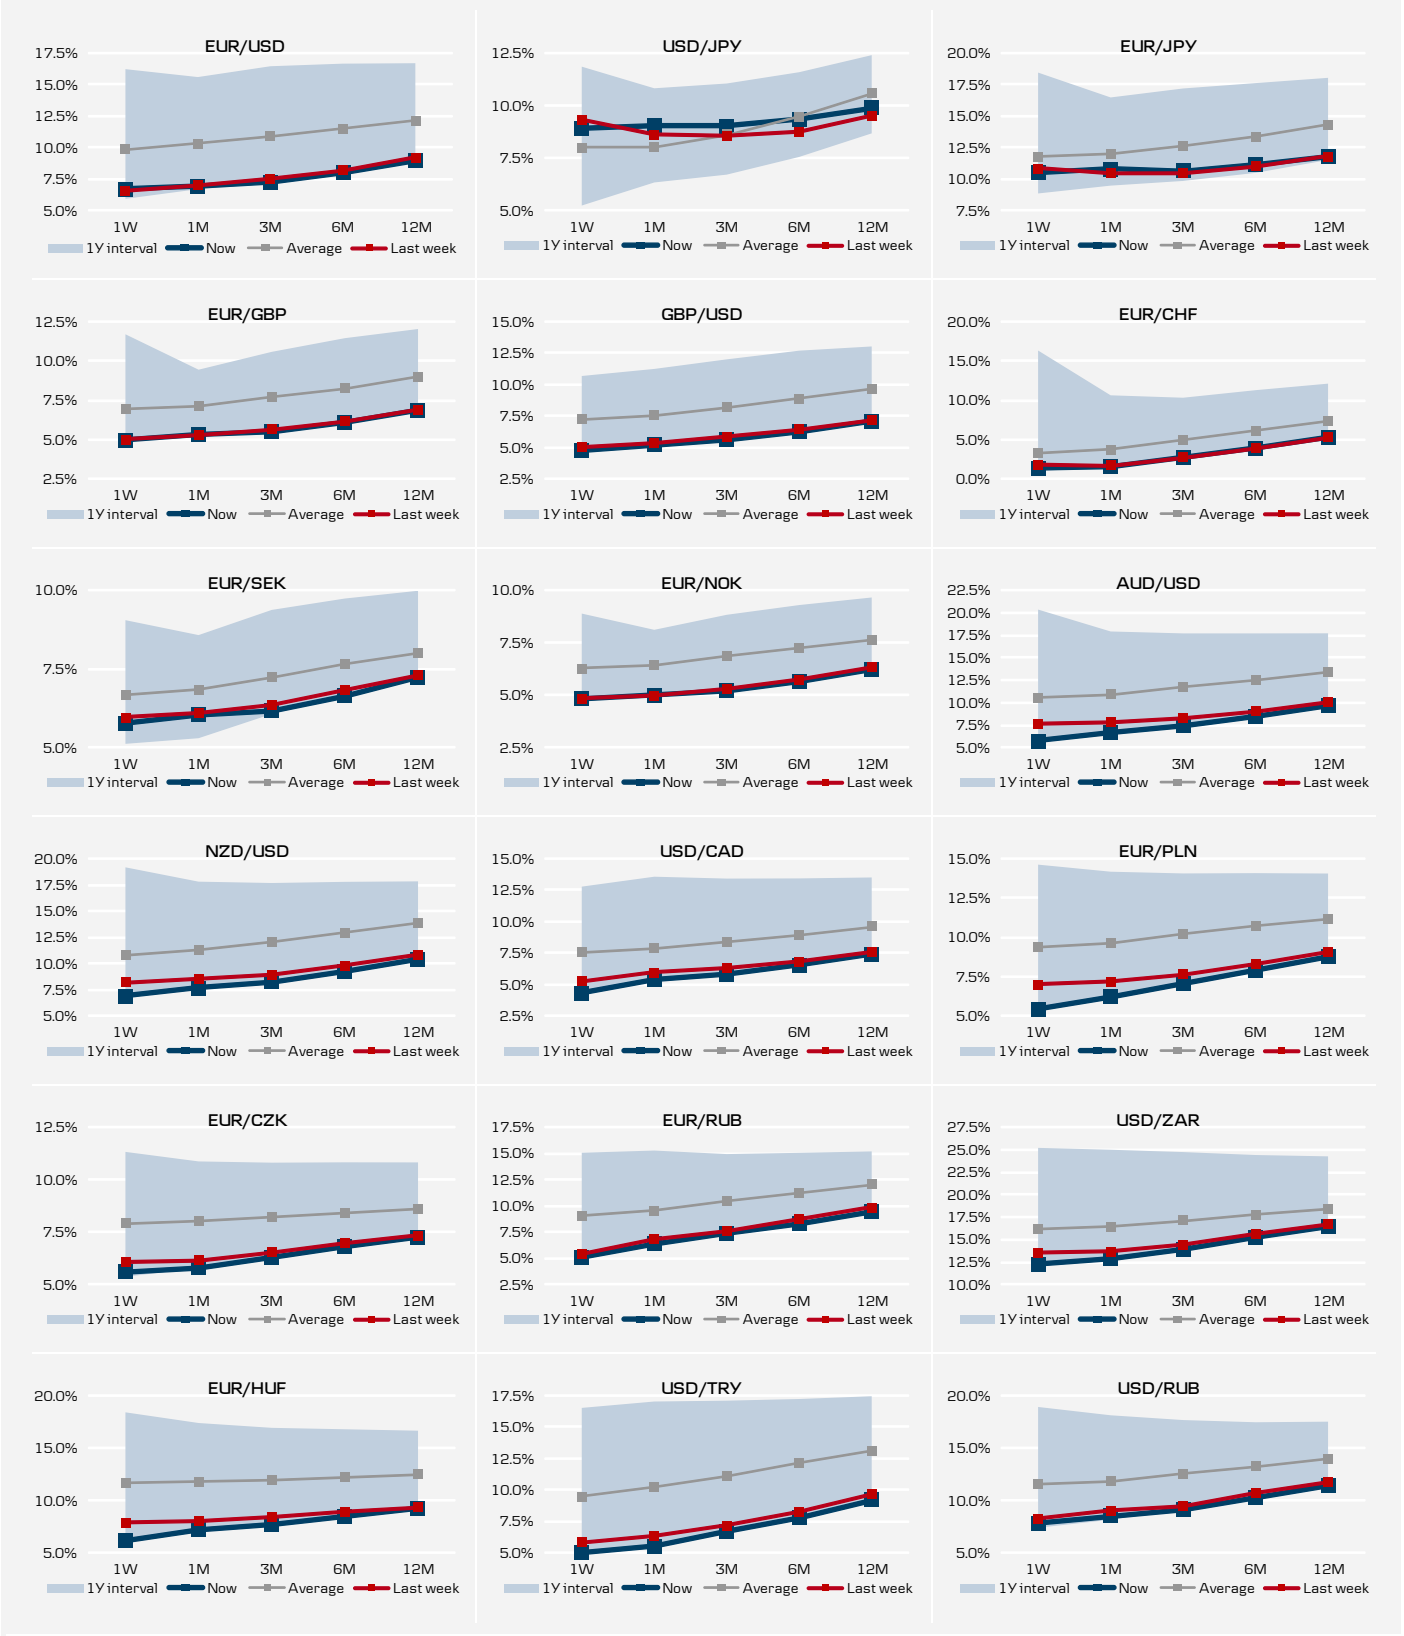 EUR/USD
17.5%
15.0%
12.5%
10.0%
7.5%
5.0%
1W 1M 3M 6M 12M
1Y interval Now Average Last week
USD/JPY
12.5%
10.0%
7.5%
5.0%
1W 1M 3M 6M 12M
1Y interval Now Average Last week
EUR/JPY
20.0%
17.5%
15.0%
12.5%
10.0%
7.5%
1W 1M 3M 6M 12M
1Y interval Now Average Last week
EUR/GBP
12.5%
10.0%
7.5%
5.0%
2.5%
1W 1M 3M 6M 12M
1Y interval Now Average Last week
GBP/USD
15.0%
12.5%
10.0%
7.5%
5.0%
2.5%
1W 1M 3M 6M 12M
1Y interval Now Average Last week
EUR/CHF
20.0%
15.0%
10.0%
5.0%
0.0%
1W 1M 3M 6M 12M
1Y interval Now Average Last week
EUR/SEK
10.0%
7.5%
5.0%
1W 1M 3M 6M 12M
1Y interval Now Average Last week
EUR/NOK
10.0%
7.5%
5.0%
2.5%
1W 1M 3M 6M 12M
1Y interval Now Average Last week
AUD/USD
22.5%
20.0%
17.5%
15.0%
12.5%
10.0%
7.5%
5.0%
1W 1M 3M 6M 12M
1Y interval Now Average Last week
NZD/USD
20.0%
17.5%
15.0%
12.5%
10.0%
7.5%
5.0%
1W 1M 3M 6M 12M
1Y interval Now Average Last week
USD/CAD
15.0%
12.5%
10.0%
7.5%
5.0%
2.5%
1W 1M 3M 6M 12M
1Y interval Now Average Last week
EUR/PLN
15.0%
12.5%
10.0%
7.5%
5.0%
1W 1M 3M 6M 12M
1Y interval Now Average Last week
EUR/CZK
12.5%
10.0%
7.5%
5.0%
1W 1M 3M 6M 12M
1Y interval Now Average Last week
EUR/RUB
17.5%
15.0%
12.5%
10.0%
7.5%
5.0%
2.5%
1W 1M 3M 6M 12M
1Y interval Now Average Last week
USD/ZAR
27.5%
25.0%
22.5%
20.0%
17.5%
15.0%
12.5%
10.0%
1W 1M 3M 6M 12M
1Y interval Now Average Last week
EUR/HUF
20.0%
15.0%
10.0%
5.0%
1W 1M 3M 6M 12M
1Y interval Now Average Last week
USD/TRY
17.5%
15.0%
12.5%
10.0%
7.5%
5.0%
1W 1M 3M 6M 12M
1Y interval Now Average Last week
USD/RUB
20.0%
15.0%
10.0%
5.0%
1W 1M 3M 6M 12M
1Y interval Now Average Last week